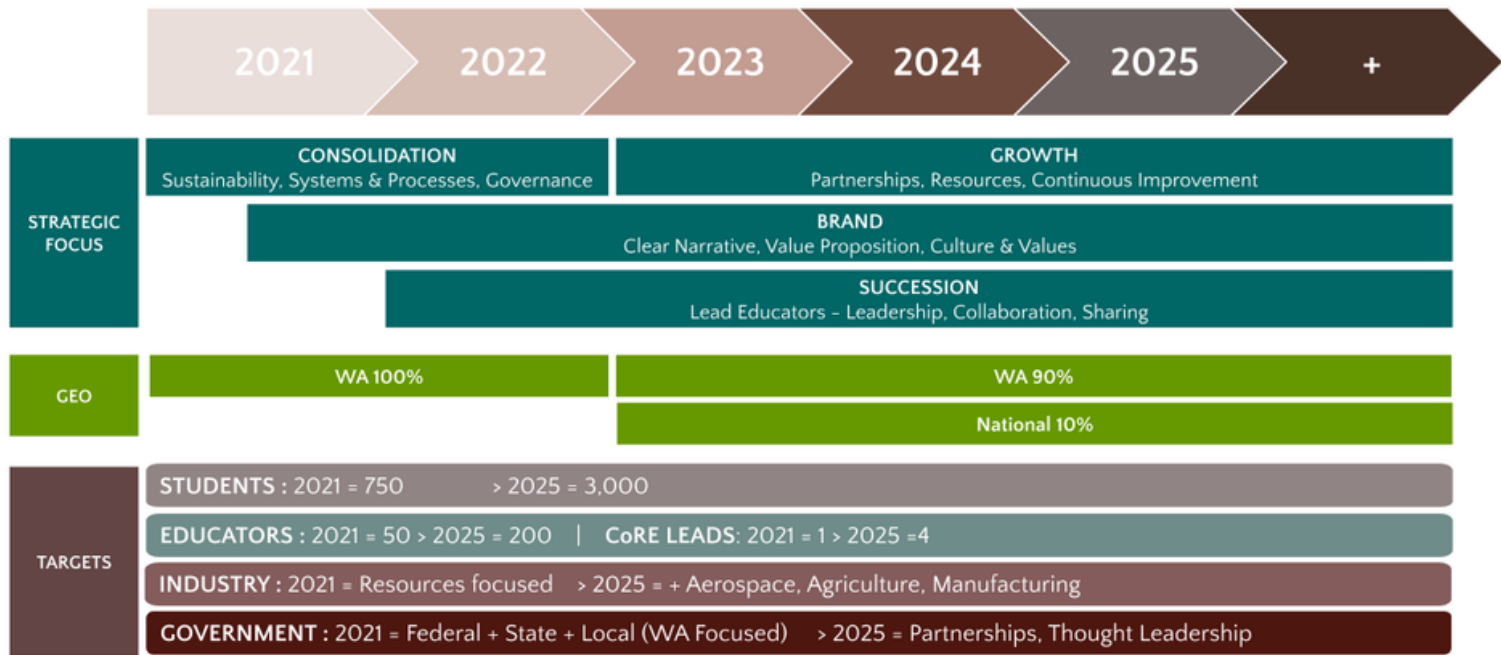 2021 2022 2023 2024 2025 +
STRATEGIC
FOCUS
CONSOLIDATION
Sustainability, Systems & Processes, Governance
GROWTH
Partnerships, Resources, Continuous Improvement
BRAND
Clear Narrative, Value Proposition, Culture & Values
SUCCESSION
Lead Educators - Leadership, Collaboration, Sharing
GEO
WA 100%
WA 90%
National 10%
TARGETS
STUDENTS : 2021 = 750 > 2025 = 3,000
EDUCATORS : 2021 = 50 > 2025 = 200 | CoRE LEADS: 2021 = 1 > 2025 =4
INDUSTRY : 2021 = Resources focused > 2025 = + Aerospace, Agriculture, Manufacturing
GOVERNMENT : 2021 = Federal + State + Local (WA Focused) > 2025 = Partnerships, Thought Leadership